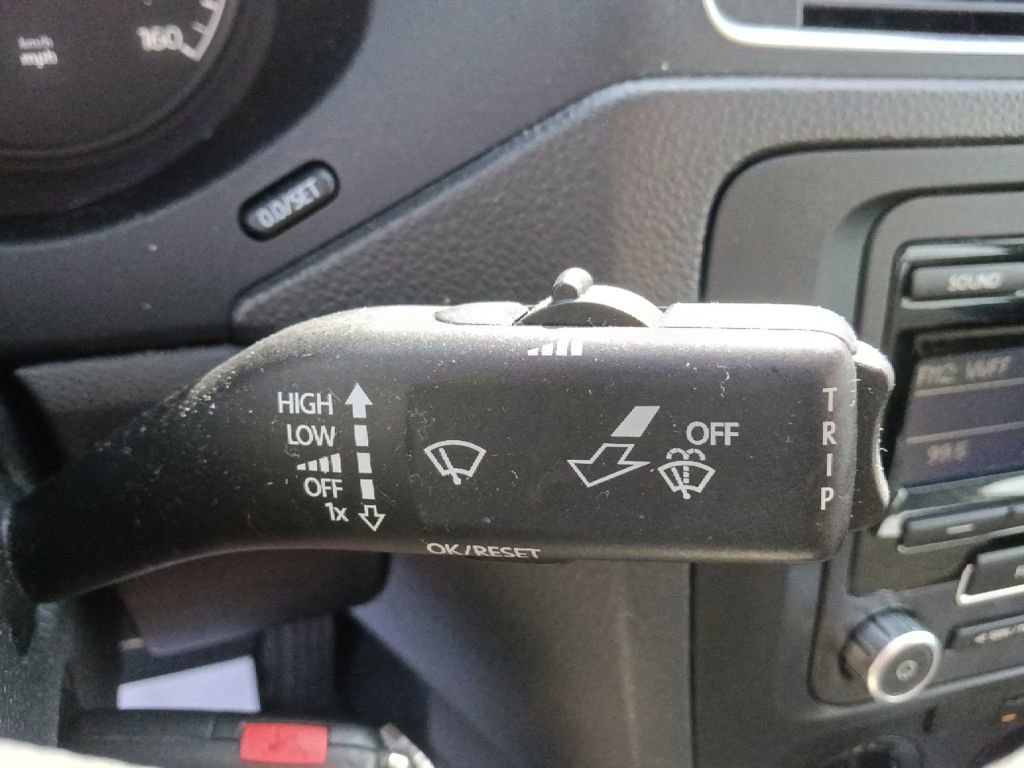 km/h
mph
160
0.0/SET
SOUND
HIGH
LOW
OFF
1x
OFF
TRIP
OK/RESET